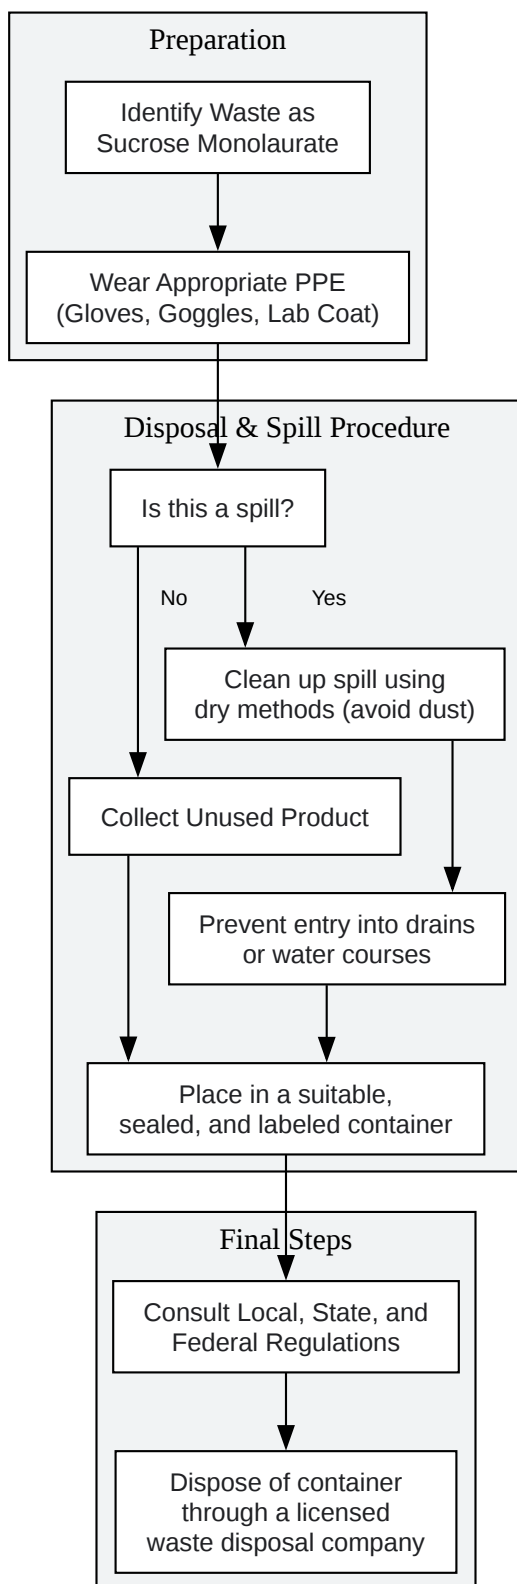 Preparation
Identify Waste as
Sucrose Monolaurate
Wear Appropriate PPE
(Gloves, Goggles, Lab Coat)
Disposal & Spill Procedure
Is this a spill?
No
Yes
Clean up spill using
dry methods (avoid dust)
Collect Unused Product
Prevent entry into drains
or water courses
Place in a suitable,
sealed, and labeled container
Final Steps
Consult Local, State, and
Federal Regulations
Dispose of container
through a licensed
waste disposal company